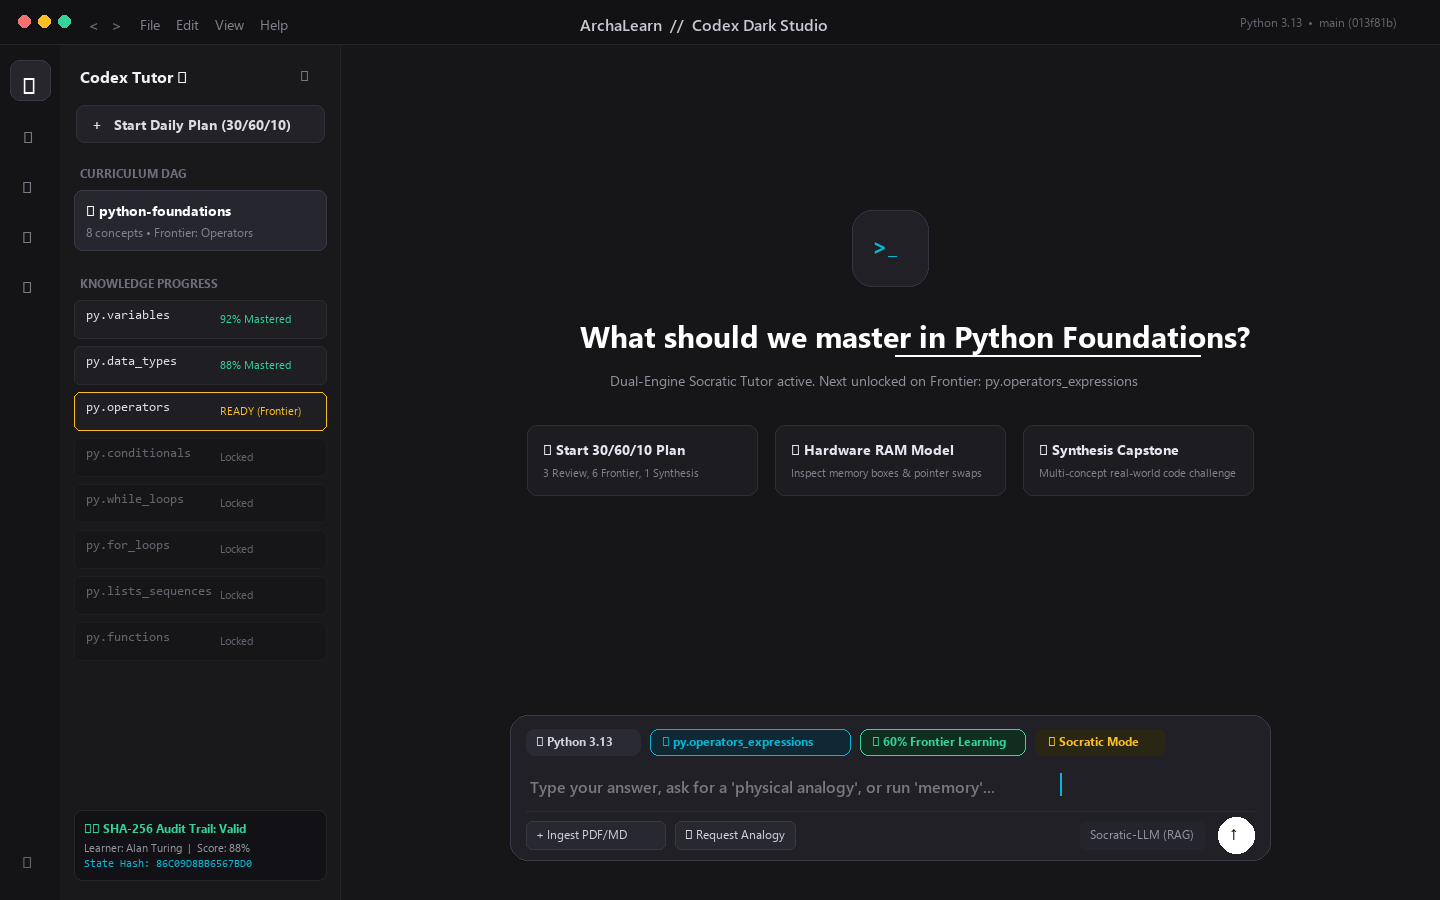 < > File Edit View Help
ArchaLearn // Codex Dark Studio
Python 3.13 • main (013f81b)
Codex Tutor
+ Start Daily Plan (30/60/10)
CURRICULUM DAG
python-foundations
8 concepts • Frontier: Operators
KNOWLEDGE PROGRESS
py.variables 92% Mastered
py.data_types 88% Mastered
py.operators READY (Frontier)
py.conditionals Locked
py.while_loops Locked
py.for_loops Locked
py.lists_sequences Locked
py.functions Locked
SHA-256 Audit Trail: Valid
Learner: Alan Turing | Score: 88%
State Hash: 86C09D8BB6567BD0
>_
What should we master in Python Foundations?
Dual-Engine Socratic Tutor active. Next unlocked on Frontier: py.operators_expressions
Start 30/60/10 Plan
3 Review, 6 Frontier, 1 Synthesis
Hardware RAM Model
Inspect memory boxes & pointer swaps
Synthesis Capstone
Multi-concept real-world code challenge
Python 3.13
py.operators_expressions
60% Frontier Learning
Socratic Mode
Type your answer, ask for a 'physical analogy', or run 'memory'...
+ Ingest PDF/MD
Request Analogy
Socratic-LLM (RAG)
↑